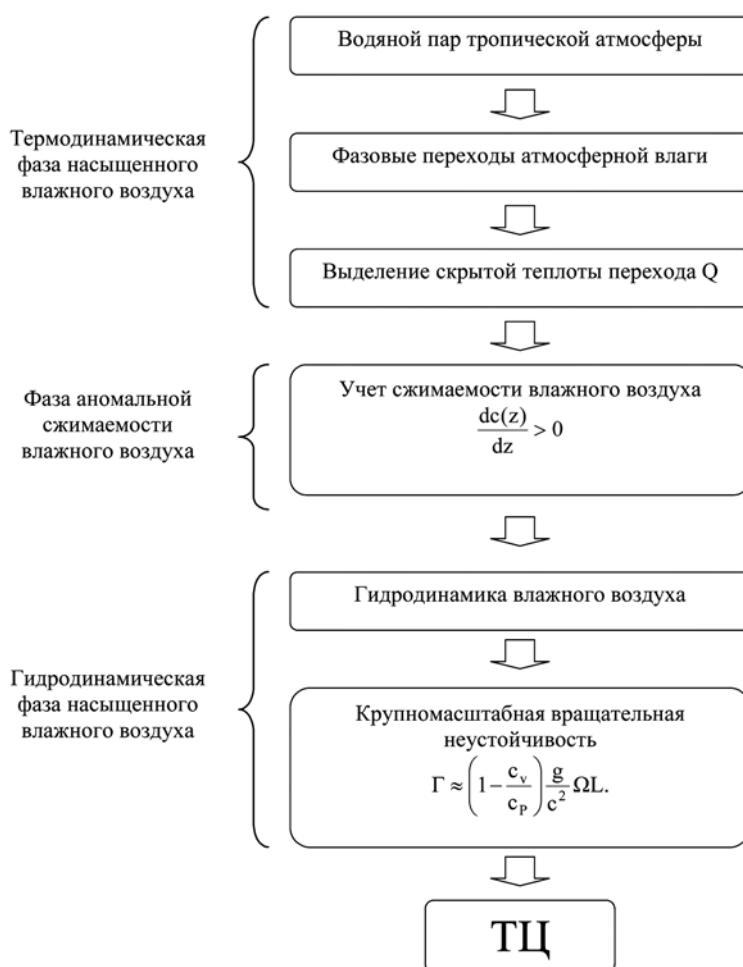 Термодинамическая
фаза насыщенного
влажного воздуха
Водяной пар тропической атмосферы
Фазовые переходы атмосферной влаги
Выделение скрытой теплоты перехода Q
Фаза аномальной
сжимаемости
влажного воздуха
Учет сжимаемости влажного воздуха
dc(z)/dz > 0
Гидродинамическая
фаза насыщенного
влажного воздуха
Гидродинамика влажного воздуха
Крупномасштабная вращательная
неустойчивость
Γ ≈ (1 − c_v/c_P) g/c² ΩL.
ТЦ